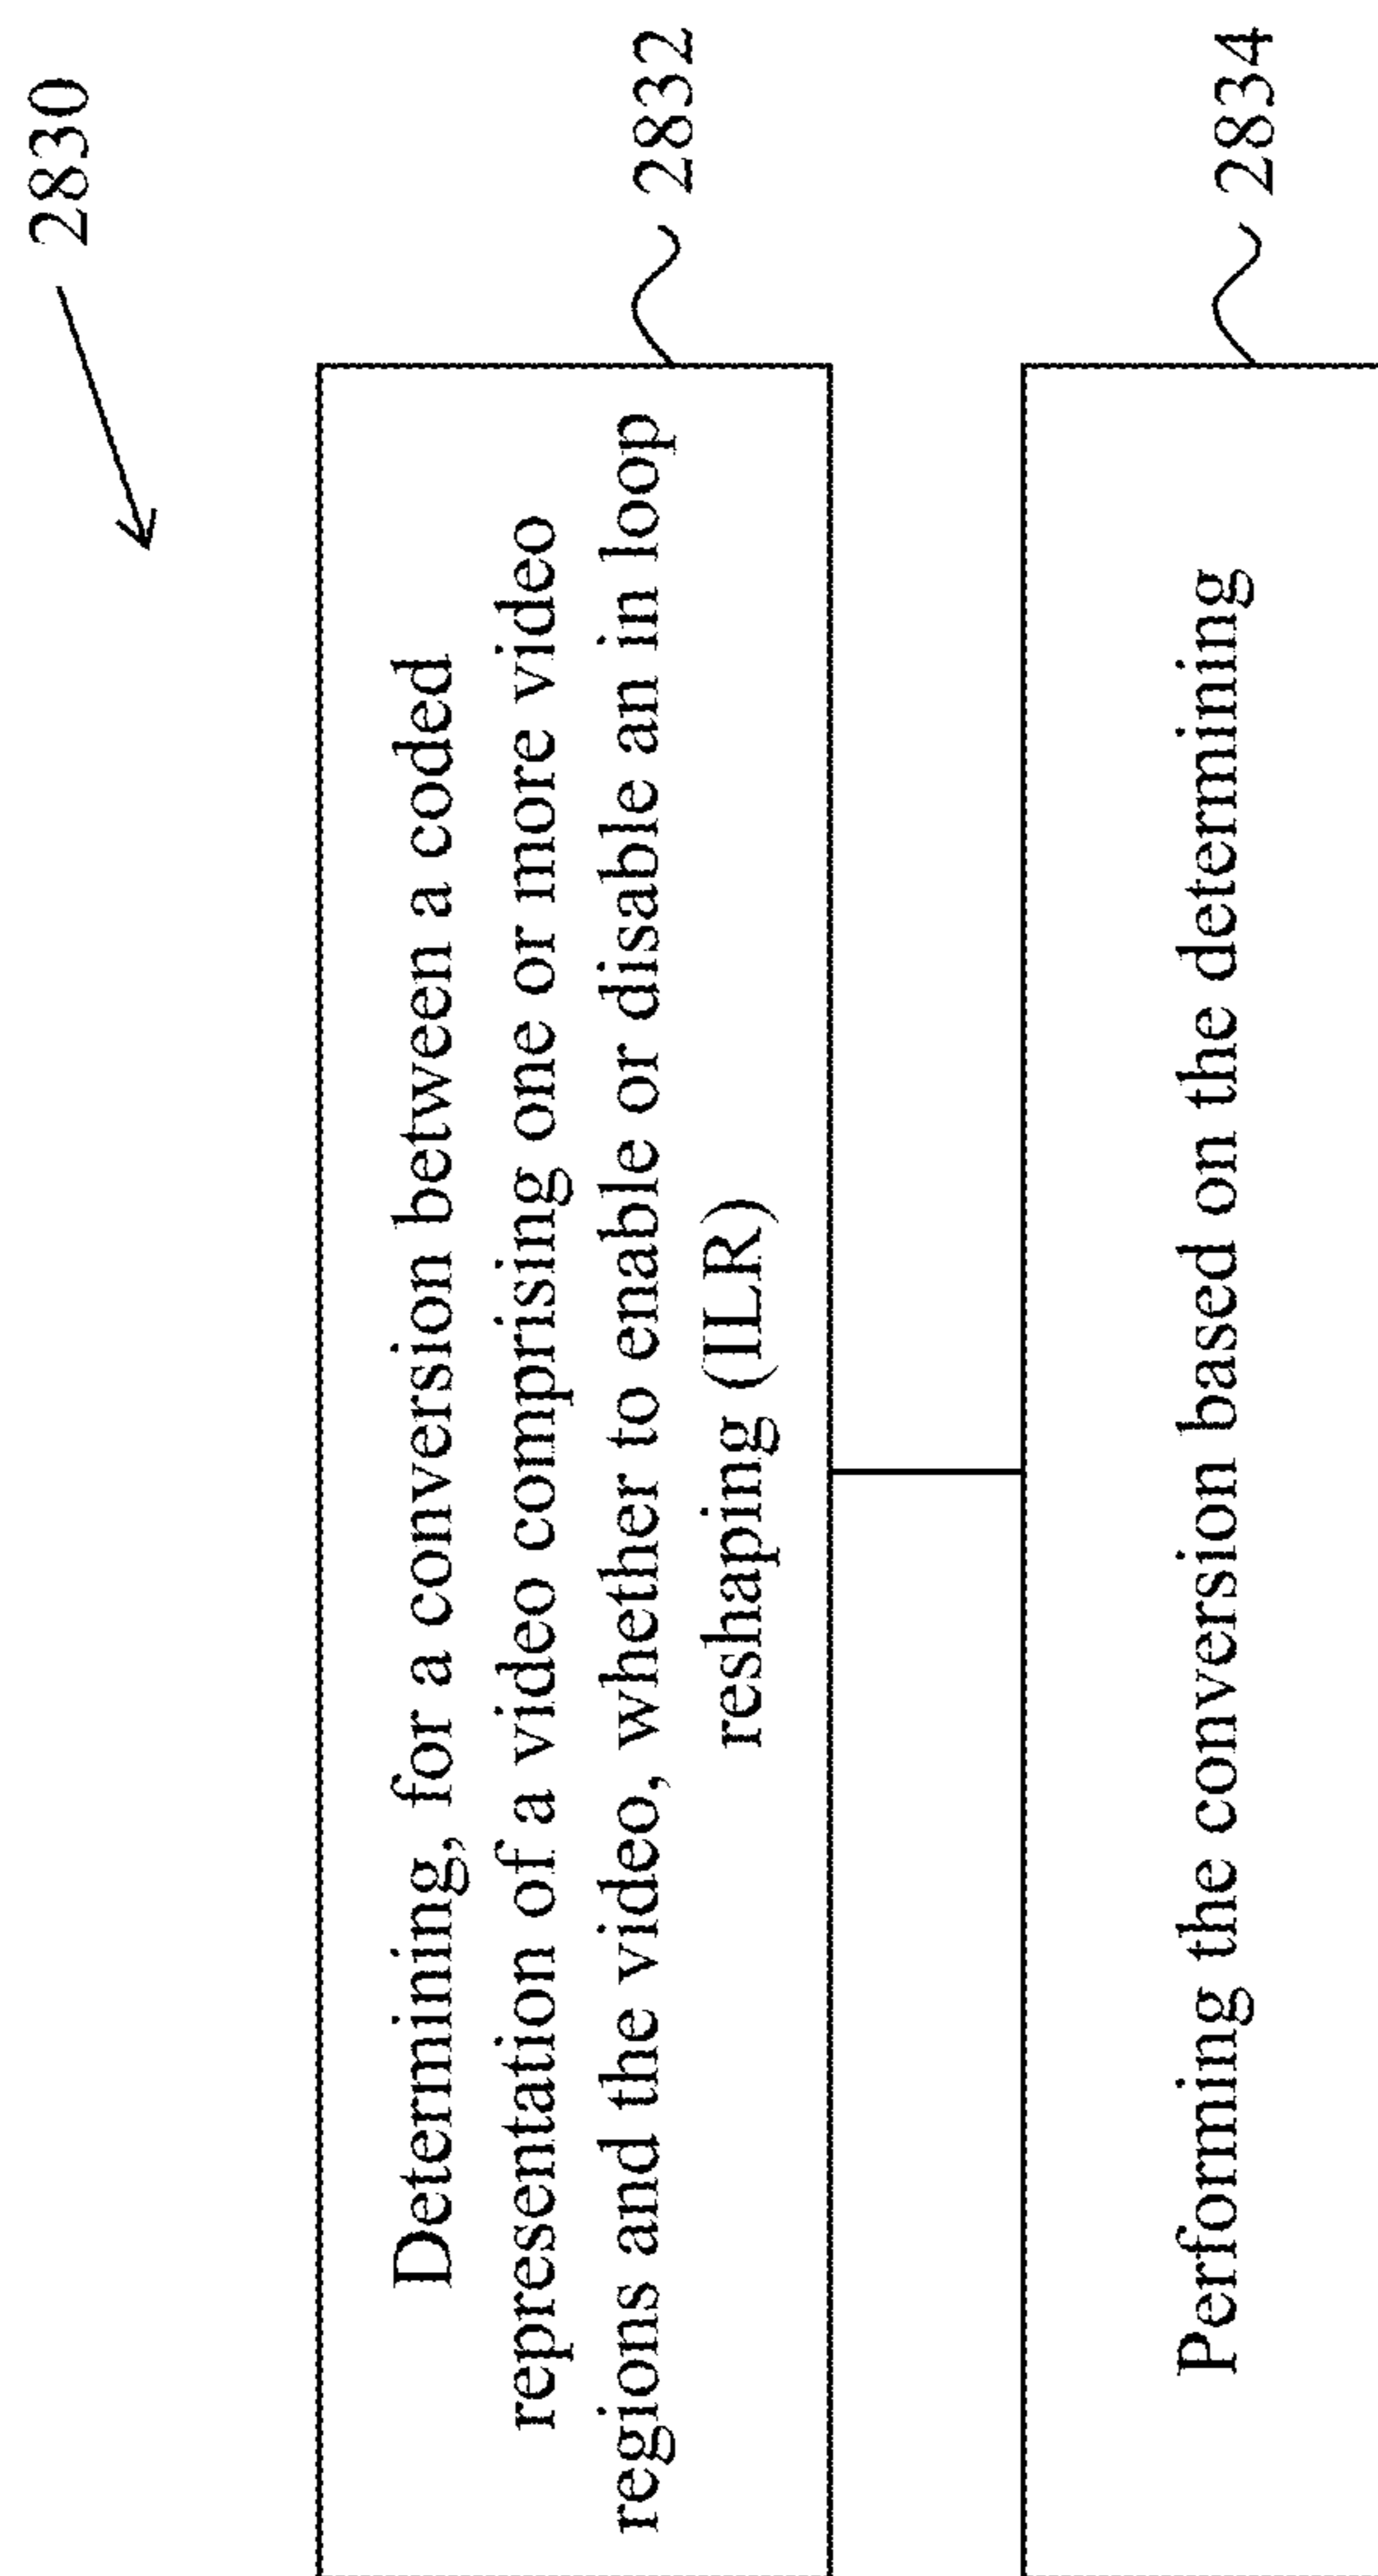 2830
Determining, for a conversion between a coded
representation of a video comprising one or more video
regions and the video, whether to enable or disable an in loop
reshaping (ILR)
2832
Performing the conversion based on the determining
2834